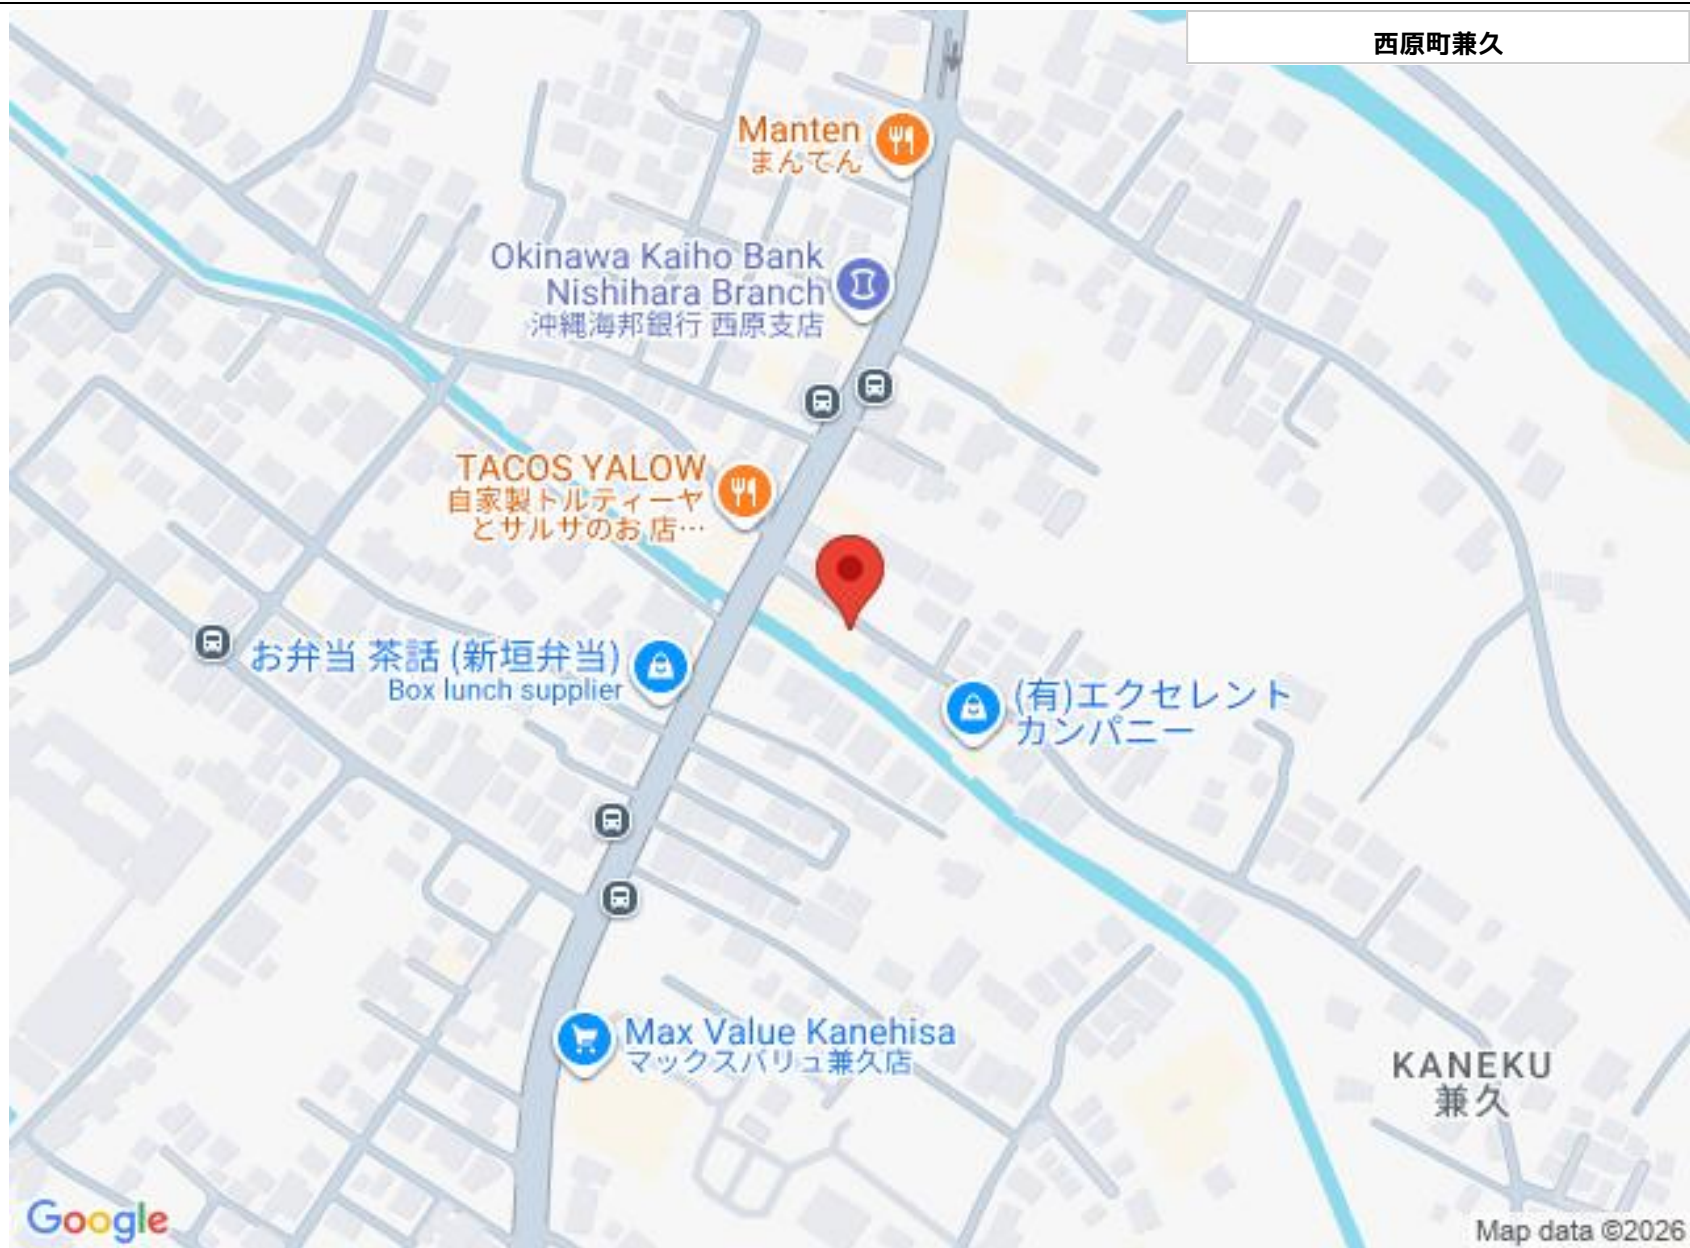 西原町兼久
Manten
まんてん
Okinawa Kaiho Bank
Nishihara Branch
沖縄海邦銀行 西原支店
TACOS YALOW
自家製トルティーヤ
とサルサのお 店…
お弁当 茶話 (新垣弁当)
Box lunch supplier
(有)エクセレント
カンパニー
Max Value Kanehisa
マックスバリュ兼久店
KANEKU
兼久
Google
Map data ©2026